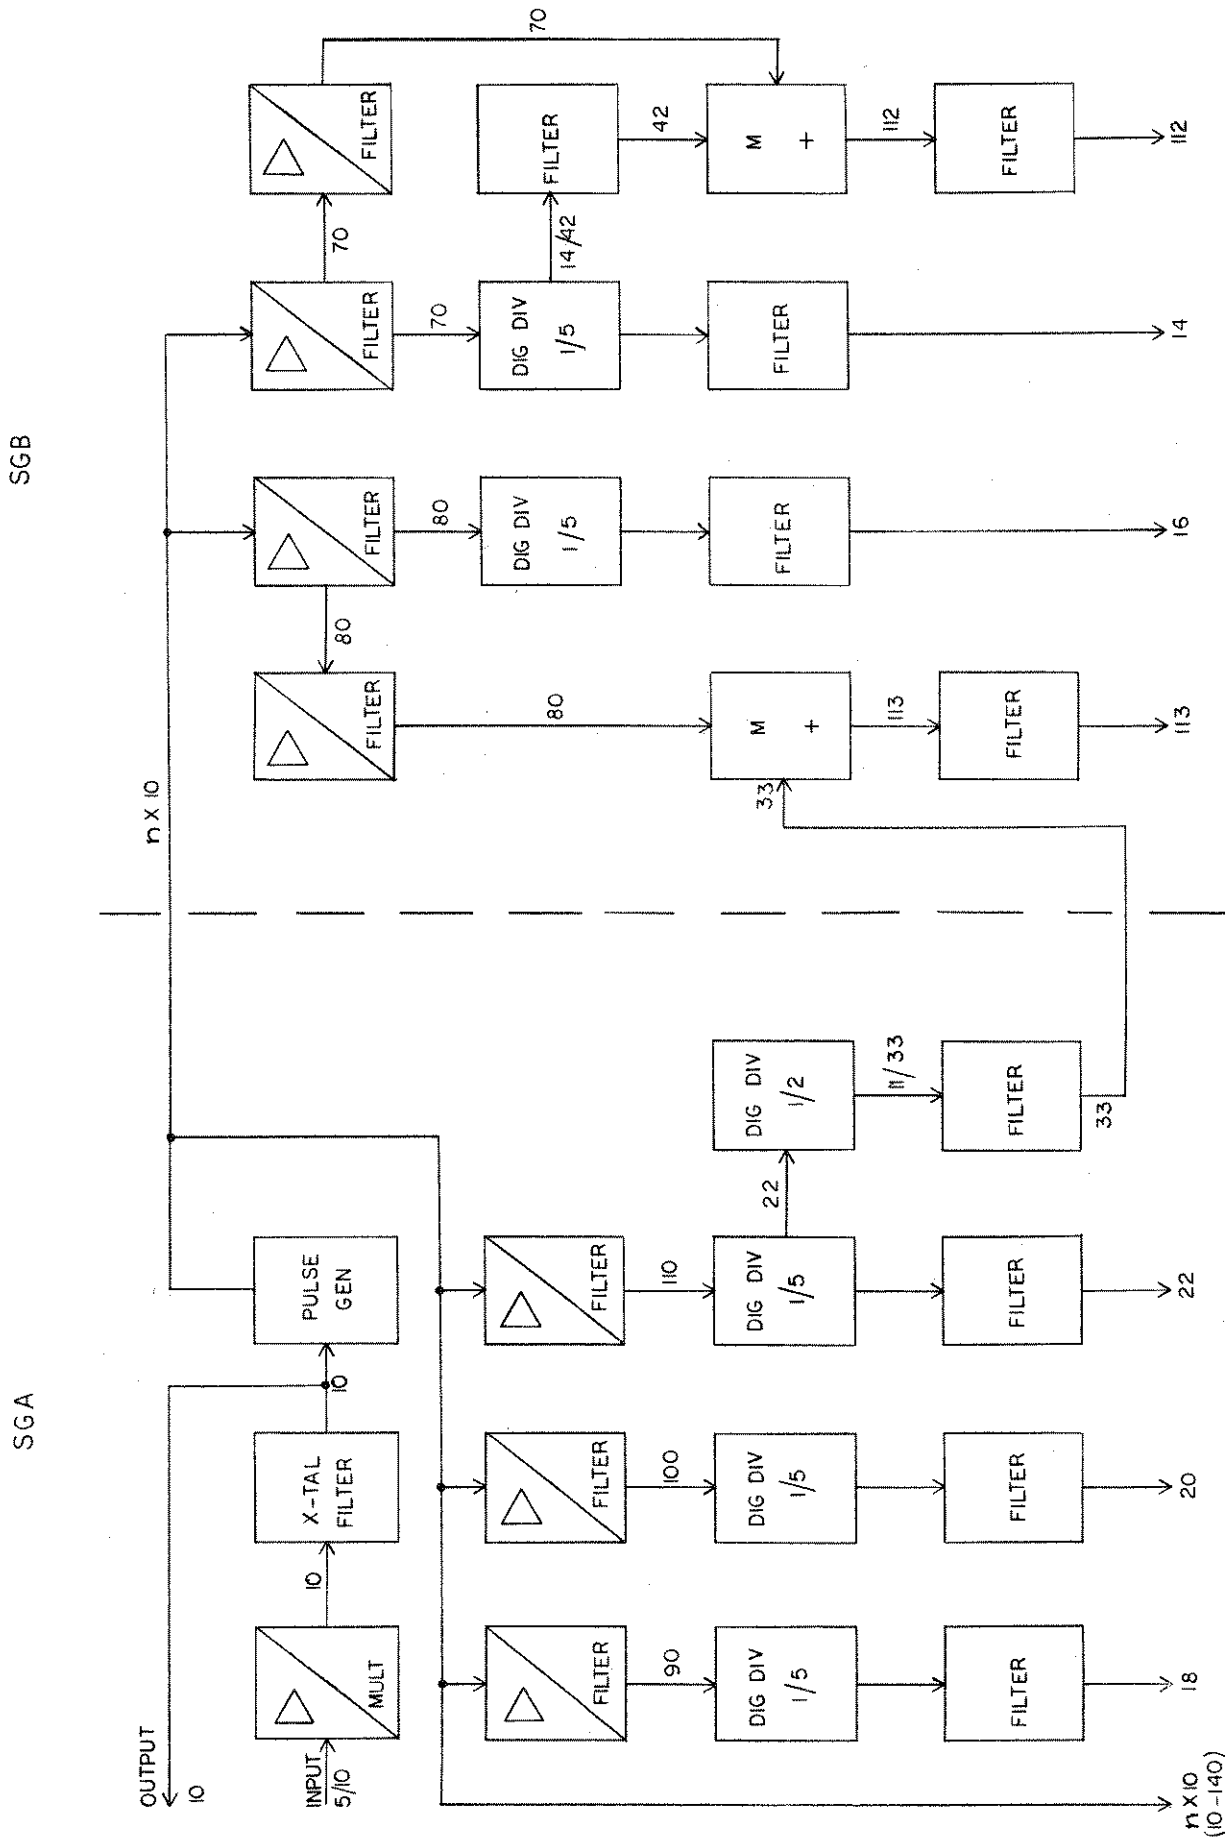 SGA
SGB
OUTPUT
10
INPUT
5/10
MULT
10
X-TAL
FILTER
10
PULSE
GEN
n X 10
FILTER
90
DIG DIV
1/5
FILTER
18
FILTER
100
DIG DIV
1/5
FILTER
20
FILTER
110
DIG DIV
1/5
FILTER
22
22
DIG DIV
1/2
11/33
FILTER
33
n X 10
(10-140)
FILTER
80
33
M
+
113
FILTER
113
80
FILTER
80
DIG DIV
1/5
FILTER
16
FILTER
70
DIG DIV
1/5
FILTER
14
70
FILTER
70
14/42
FILTER
42
M
+
112
FILTER
112